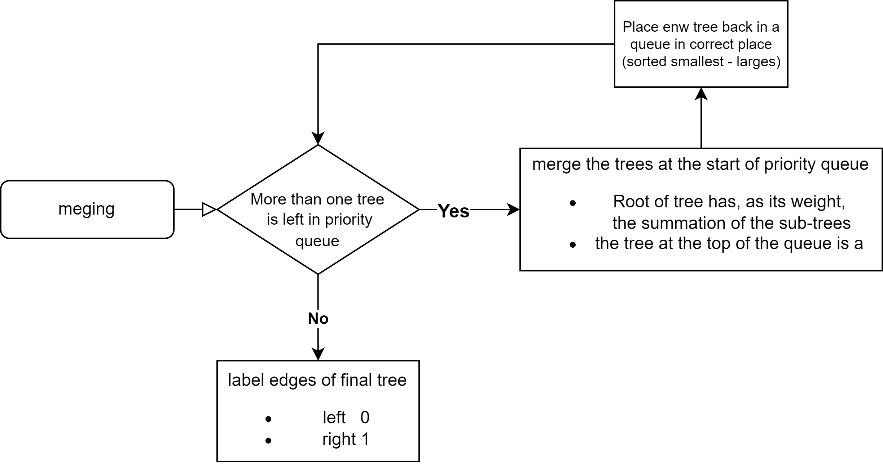 Place enw tree back in a
queue in correct place
(sorted smallest - larges)
meging
More than one tree
is left in priority
queue
Yes
merge the trees at the start of priority queue
• Root of tree has, as its weight,
the summation of the sub-trees
• the tree at the top of the queue is a
No
label edges of final tree
• left 0
• right 1